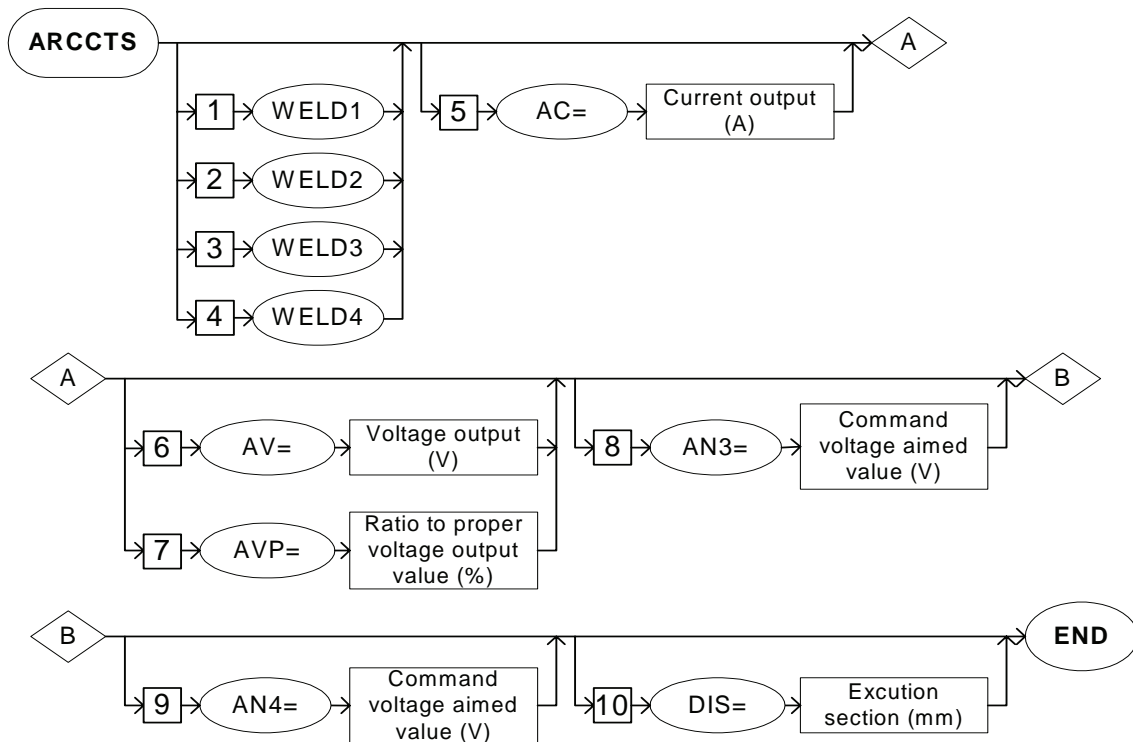 ARCCTS
A
1
WELD1
5
AC=
Current output
(A)
2
WELD2
3
WELD3
4
WELD4
A
B
6
AV=
Voltage output
(V)
8
AN3=
Command
voltage aimed
value (V)
7
AVP=
Ratio to proper
voltage output
value (%)
B
END
9
AN4=
Command
voltage aimed
value (V)
10
DIS=
Excution
section (mm)